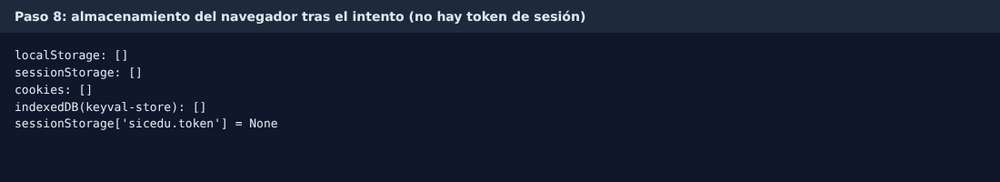 Paso 8: almacenamiento del navegador tras el intento (no hay token de sesión)
localStorage: []
sessionStorage: []
cookies: []
indexedDB(keyval-store): []
sessionStorage['sicedu.token'] = None